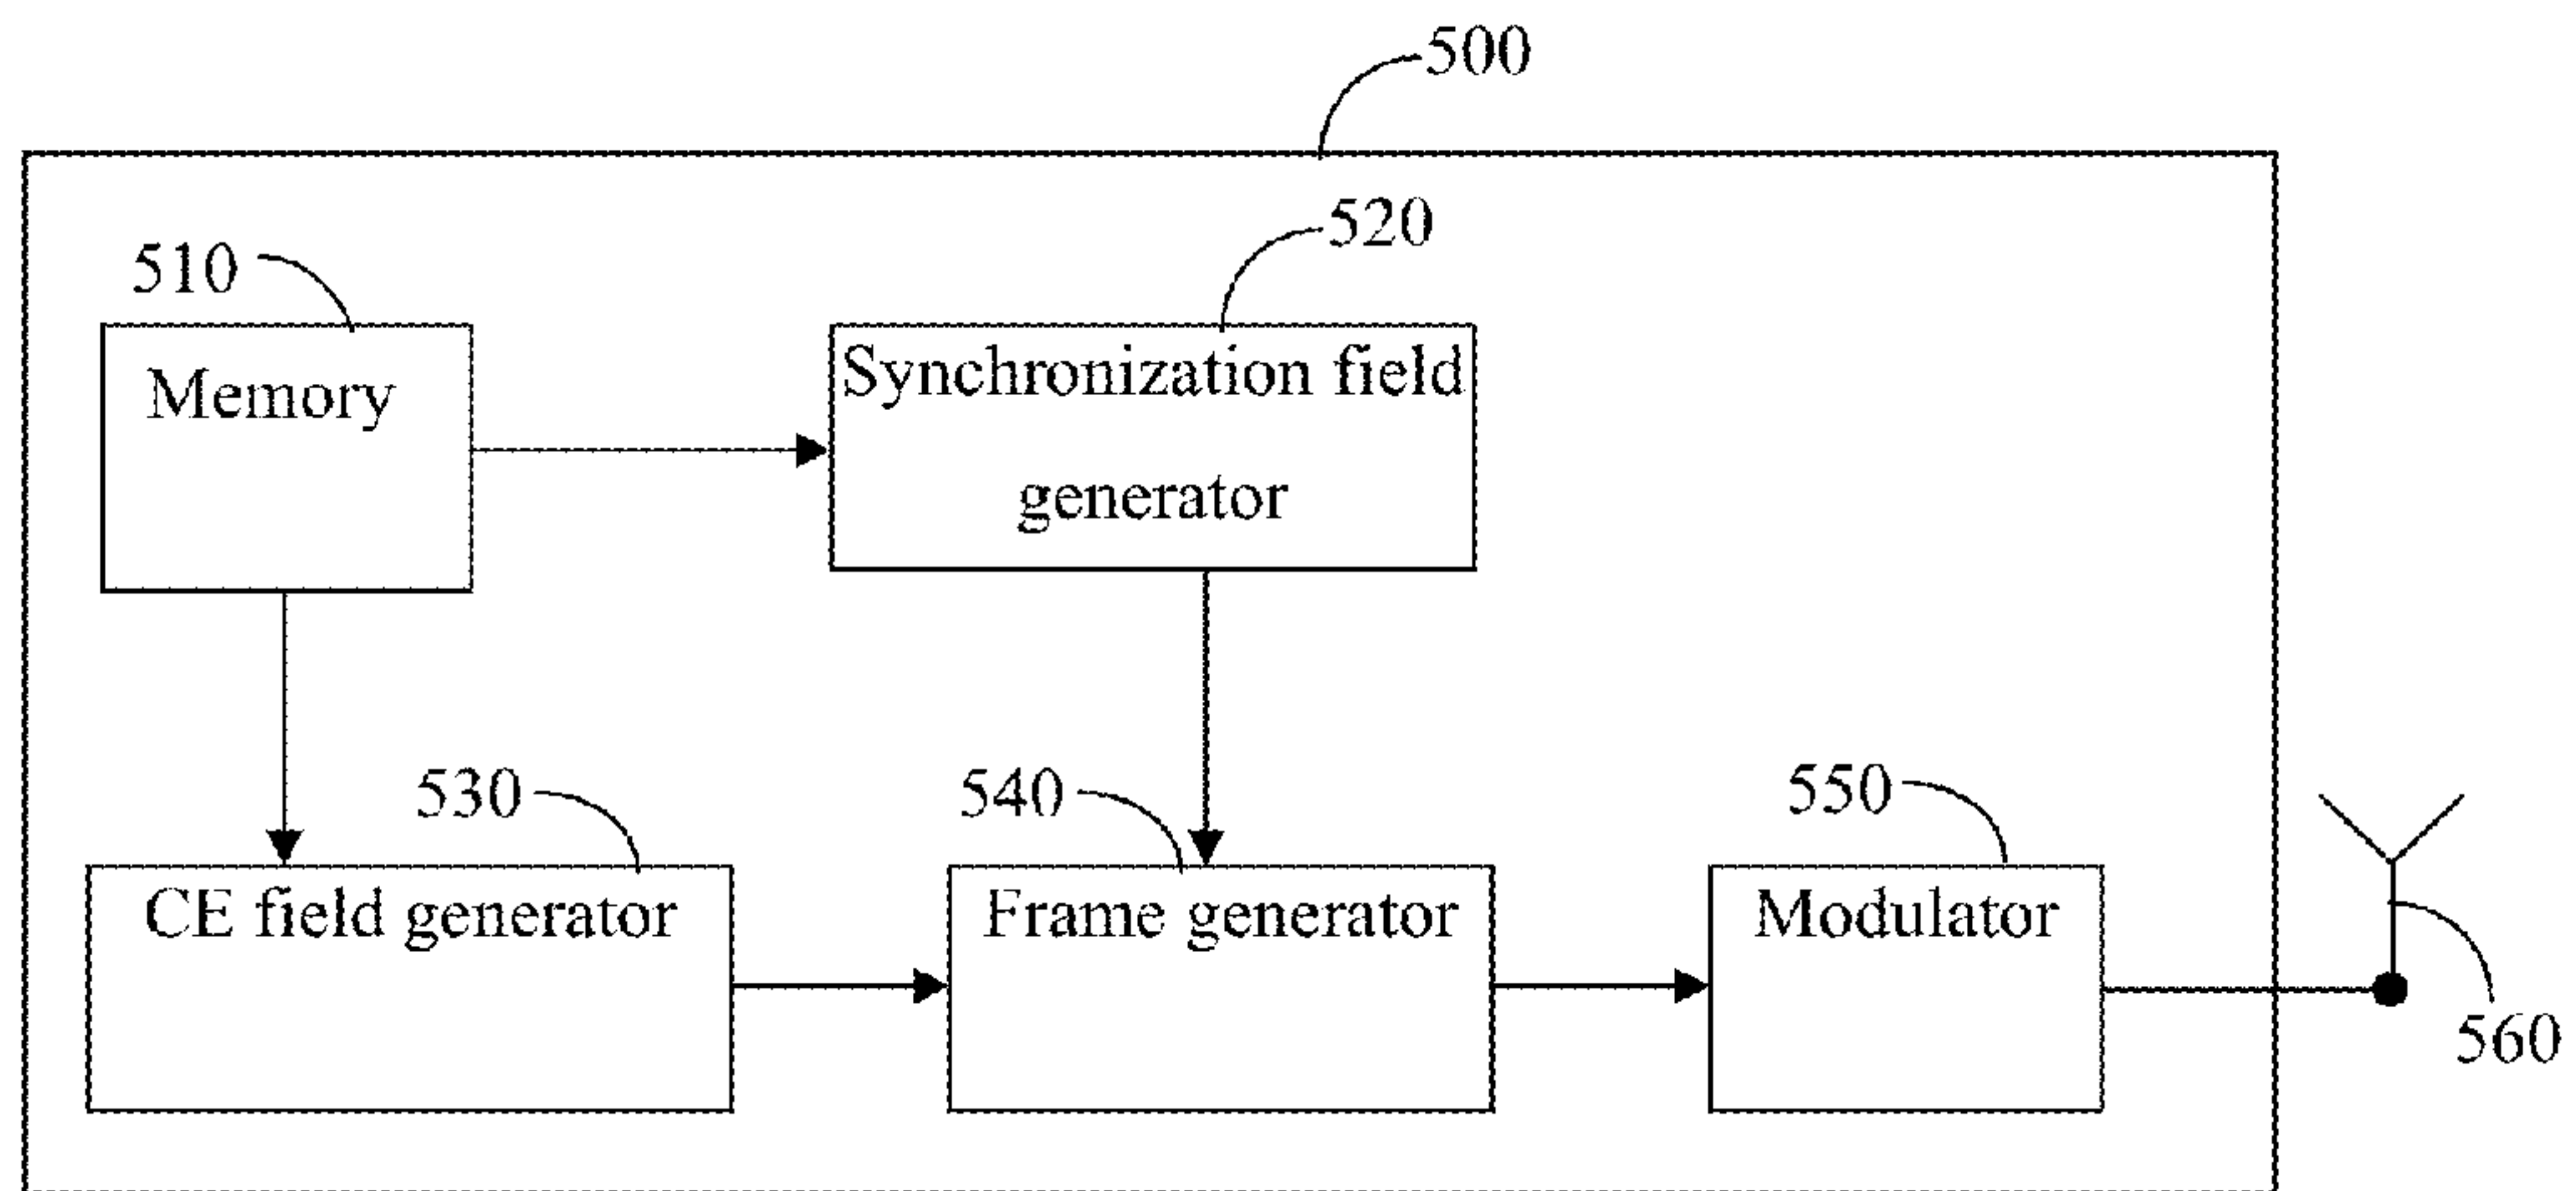 500
520
510
Memory
Synchronization field
generator
530
540
550
CE field generator
Frame generator
Modulator
560